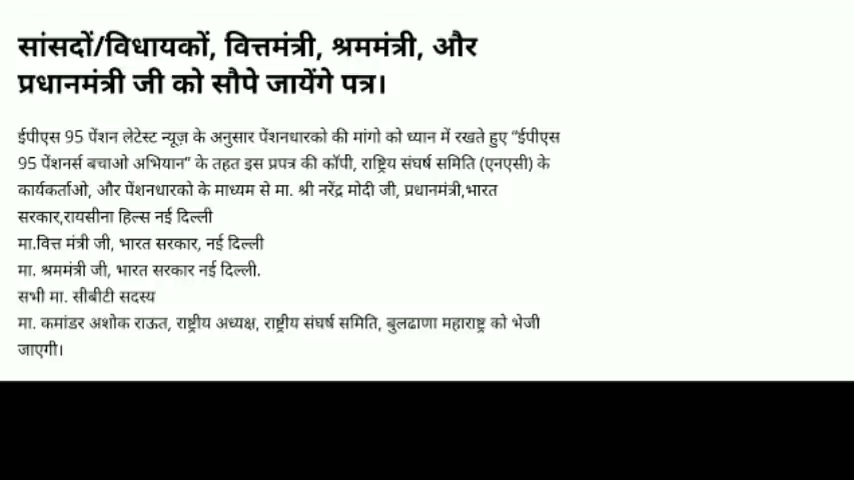 सांसदों/विधायकों, वित्तमंत्री, श्रममंत्री, और
प्रधानमंत्री जी को सौपे जायेंगे पत्र।
ईपीएस 95 पेंशन लेटेस्ट न्यूज़ के अनुसार पेंशनधारको की मांगो को ध्यान में रखते हुए “ईपीएस
95 पेंशनर्स बचाओ अभियान” के तहत इस प्रपत्र की कॉपी, राष्ट्रिय संघर्ष समिति (एनएसी) के
कार्यकर्ताओ, और पेंशनधारको के माध्यम से मा. श्री नरेंद्र मोदी जी, प्रधानमंत्री,भारत
सरकार,रायसीना हिल्स नई दिल्ली
मा.वित्त मंत्री जी, भारत सरकार, नई दिल्ली
मा. श्रममंत्री जी, भारत सरकार नई दिल्ली.
सभी मा. सीबीटी सदस्य
मा. कमांडर अशोक राऊत, राष्ट्रीय अध्यक्ष, राष्ट्रीय संघर्ष समिति, बुलढाणा महाराष्ट्र को भेजी
जाएगी।